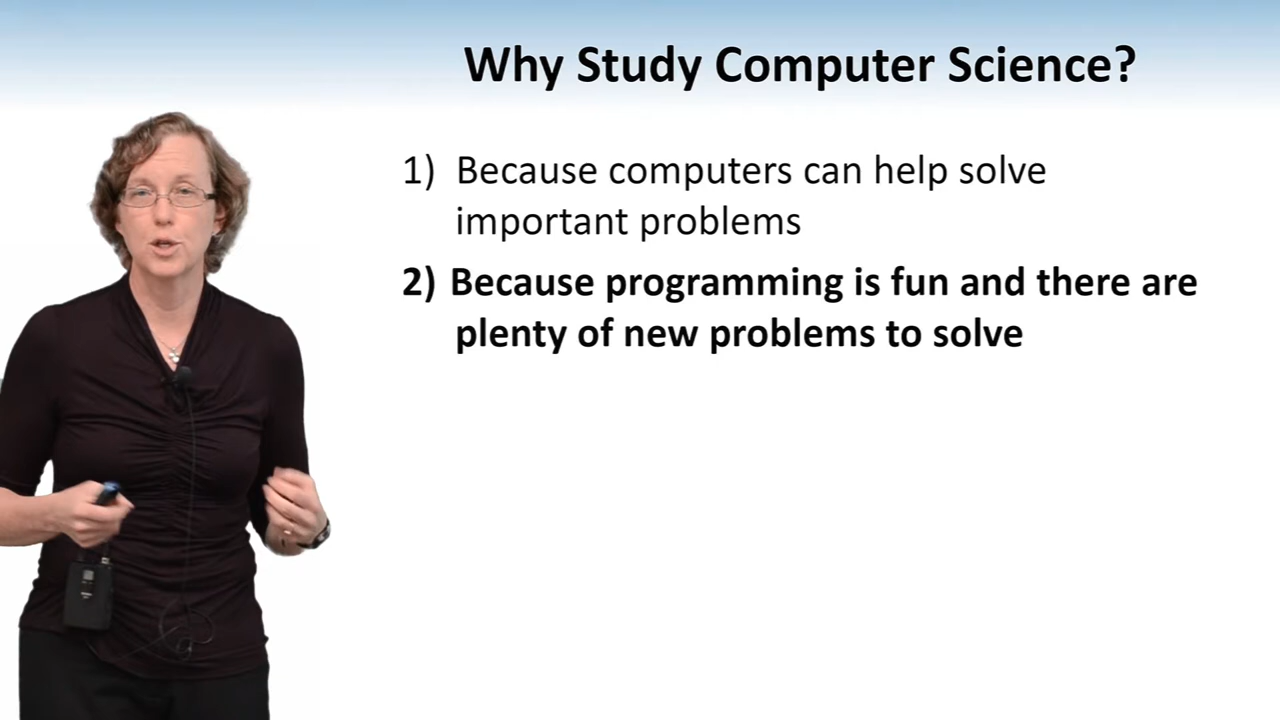 Why Study Computer Science?
1) Because computers can help solve
important problems
2) Because programming is fun and there are
plenty of new problems to solve